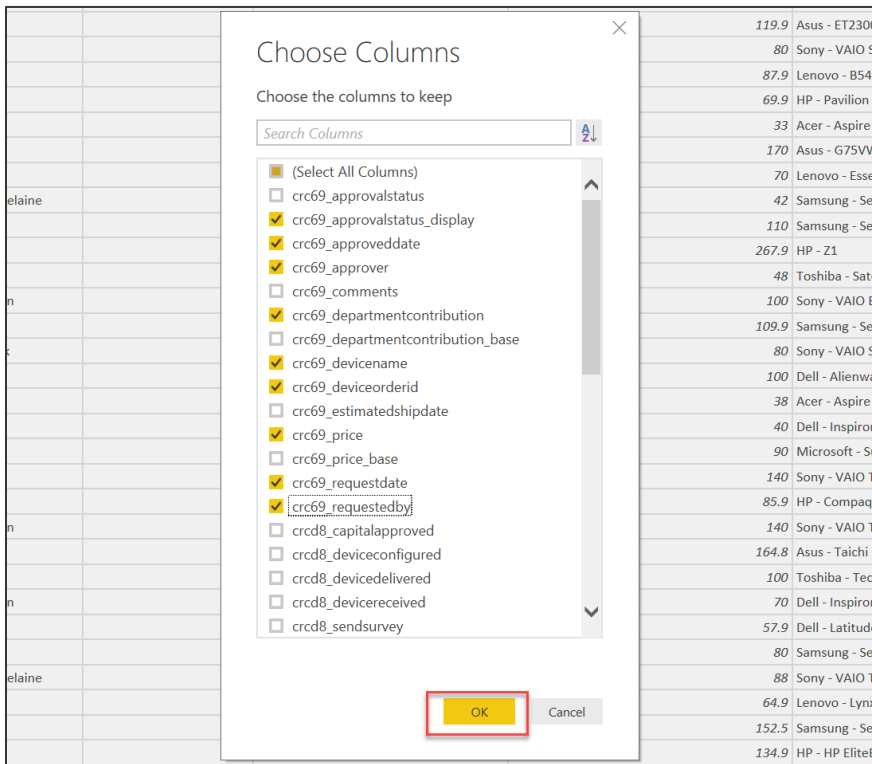 Choose Columns
Choose the columns to keep
Search Columns
(Select All Columns)
crc69_approvalstatus
crc69_approvalstatus_display
crc69_approveddate
crc69_approver
crc69_comments
crc69_departmentcontribution
crc69_departmentcontribution_base
crc69_devicename
crc69_deviceorderid
crc69_estimatedshipdate
crc69_price
crc69_price_base
crc69_requestdate
crc69_requestedby
crcd8_capitalapproved
crcd8_deviceconfigured
crcd8_devicedelivered
crcd8_devicereceived
crcd8_sendsurvey
OK Cancel
elaine
n
n
n
elaine
119.9 Asus - ET230
80 Sony - VAIO S
87.9 Lenovo - B54
69.9 HP - Pavilion
33 Acer - Aspire
170 Asus - G75VW
70 Lenovo - Esse
42 Samsung - Se
110 Samsung - Se
267.9 HP - Z1
48 Toshiba - Sat
100 Sony - VAIO E
109.9 Samsung - Se
80 Sony - VAIO S
100 Dell - Alienwa
38 Acer - Aspire
40 Dell - Inspiro
90 Microsoft - Su
140 Sony - VAIO T
85.9 HP - Compaq
140 Sony - VAIO T
164.8 Asus - Taichi
100 Toshiba - Tec
70 Dell - Inspiro
57.9 Dell - Latitud
80 Samsung - Se
88 Sony - VAIO T
64.9 Lenovo - Lyn
152.5 Samsung - Se
134.9 HP - HP Elite